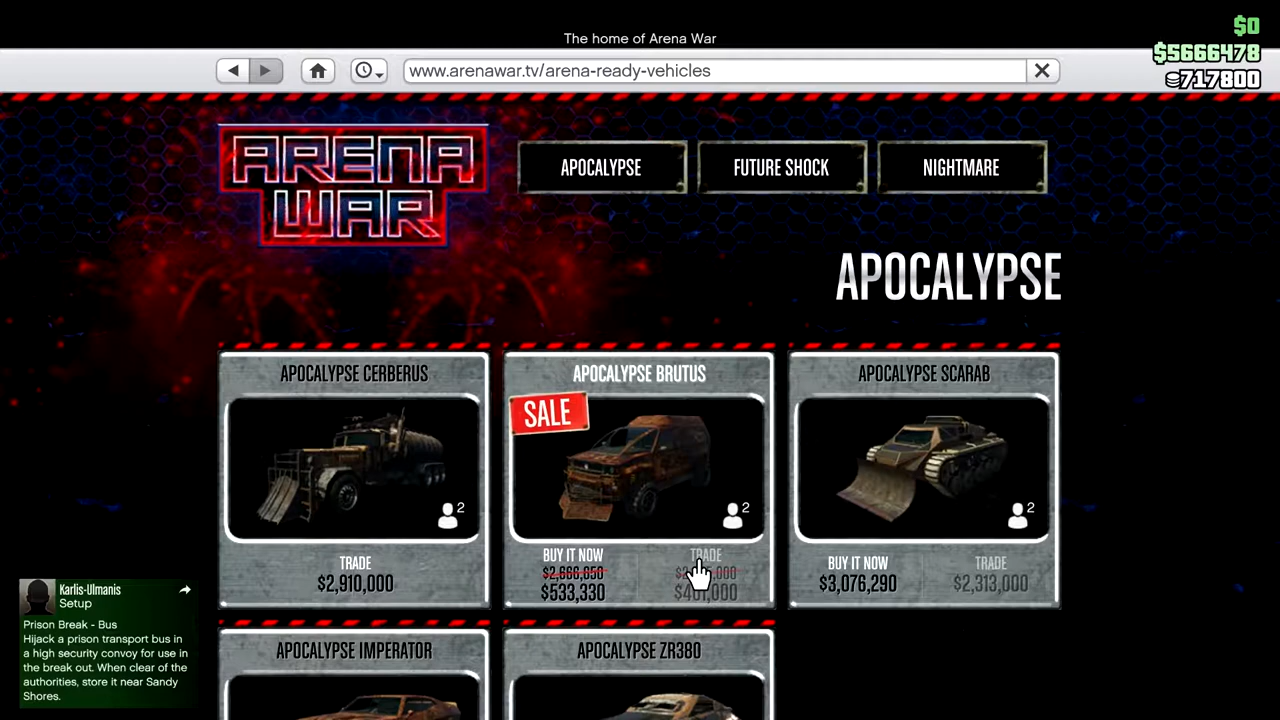 The home of Arena War
$0
$5666478
717800
www.arenawar.tv/arena-ready-vehicles
ARENA
WAR
APOCALYPSE
FUTURE SHOCK
NIGHTMARE
APOCALYPSE
APOCALYPSE CERBERUS
2
TRADE
$2,910,000
APOCALYPSE BRUTUS
SALE
2
BUY IT NOW
$2,666,650
$533,330
TRADE
$401,000
APOCALYPSE SCARAB
2
BUY IT NOW
$3,076,290
TRADE
$2,313,000
APOCALYPSE IMPERATOR
APOCALYPSE ZR380
Karlis-Ulmanis
Setup
Prison Break - Bus
Hijack a prison transport bus in
a high security convoy for use in
the break out. When clear of the
authorities, store it near Sandy
Shores.